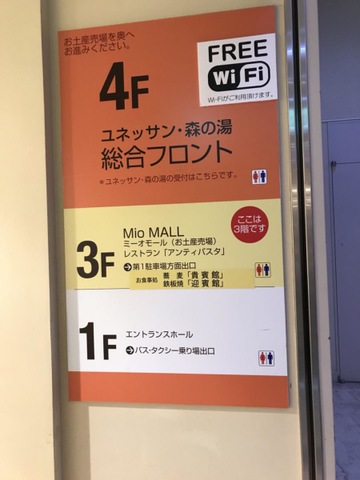 お土産売場を奥へ
お進みください。
FREE
Wi Fi
Wi-Fiがご利用頂けます。
4F
ユネッサン・森の湯
総合フロント
*ユネッサン・森の湯の受付はこちらです。
ここは
3階です
3F
Mio MALL
ミーオモール(お土産売場)
レストラン「アンティパスタ」
第1駐車場方面出口
お食事処 蕎麦「貴賓館」
鉄板焼「迎賓館」
1F
エントランスホール
バス・タクシー乗り場出口